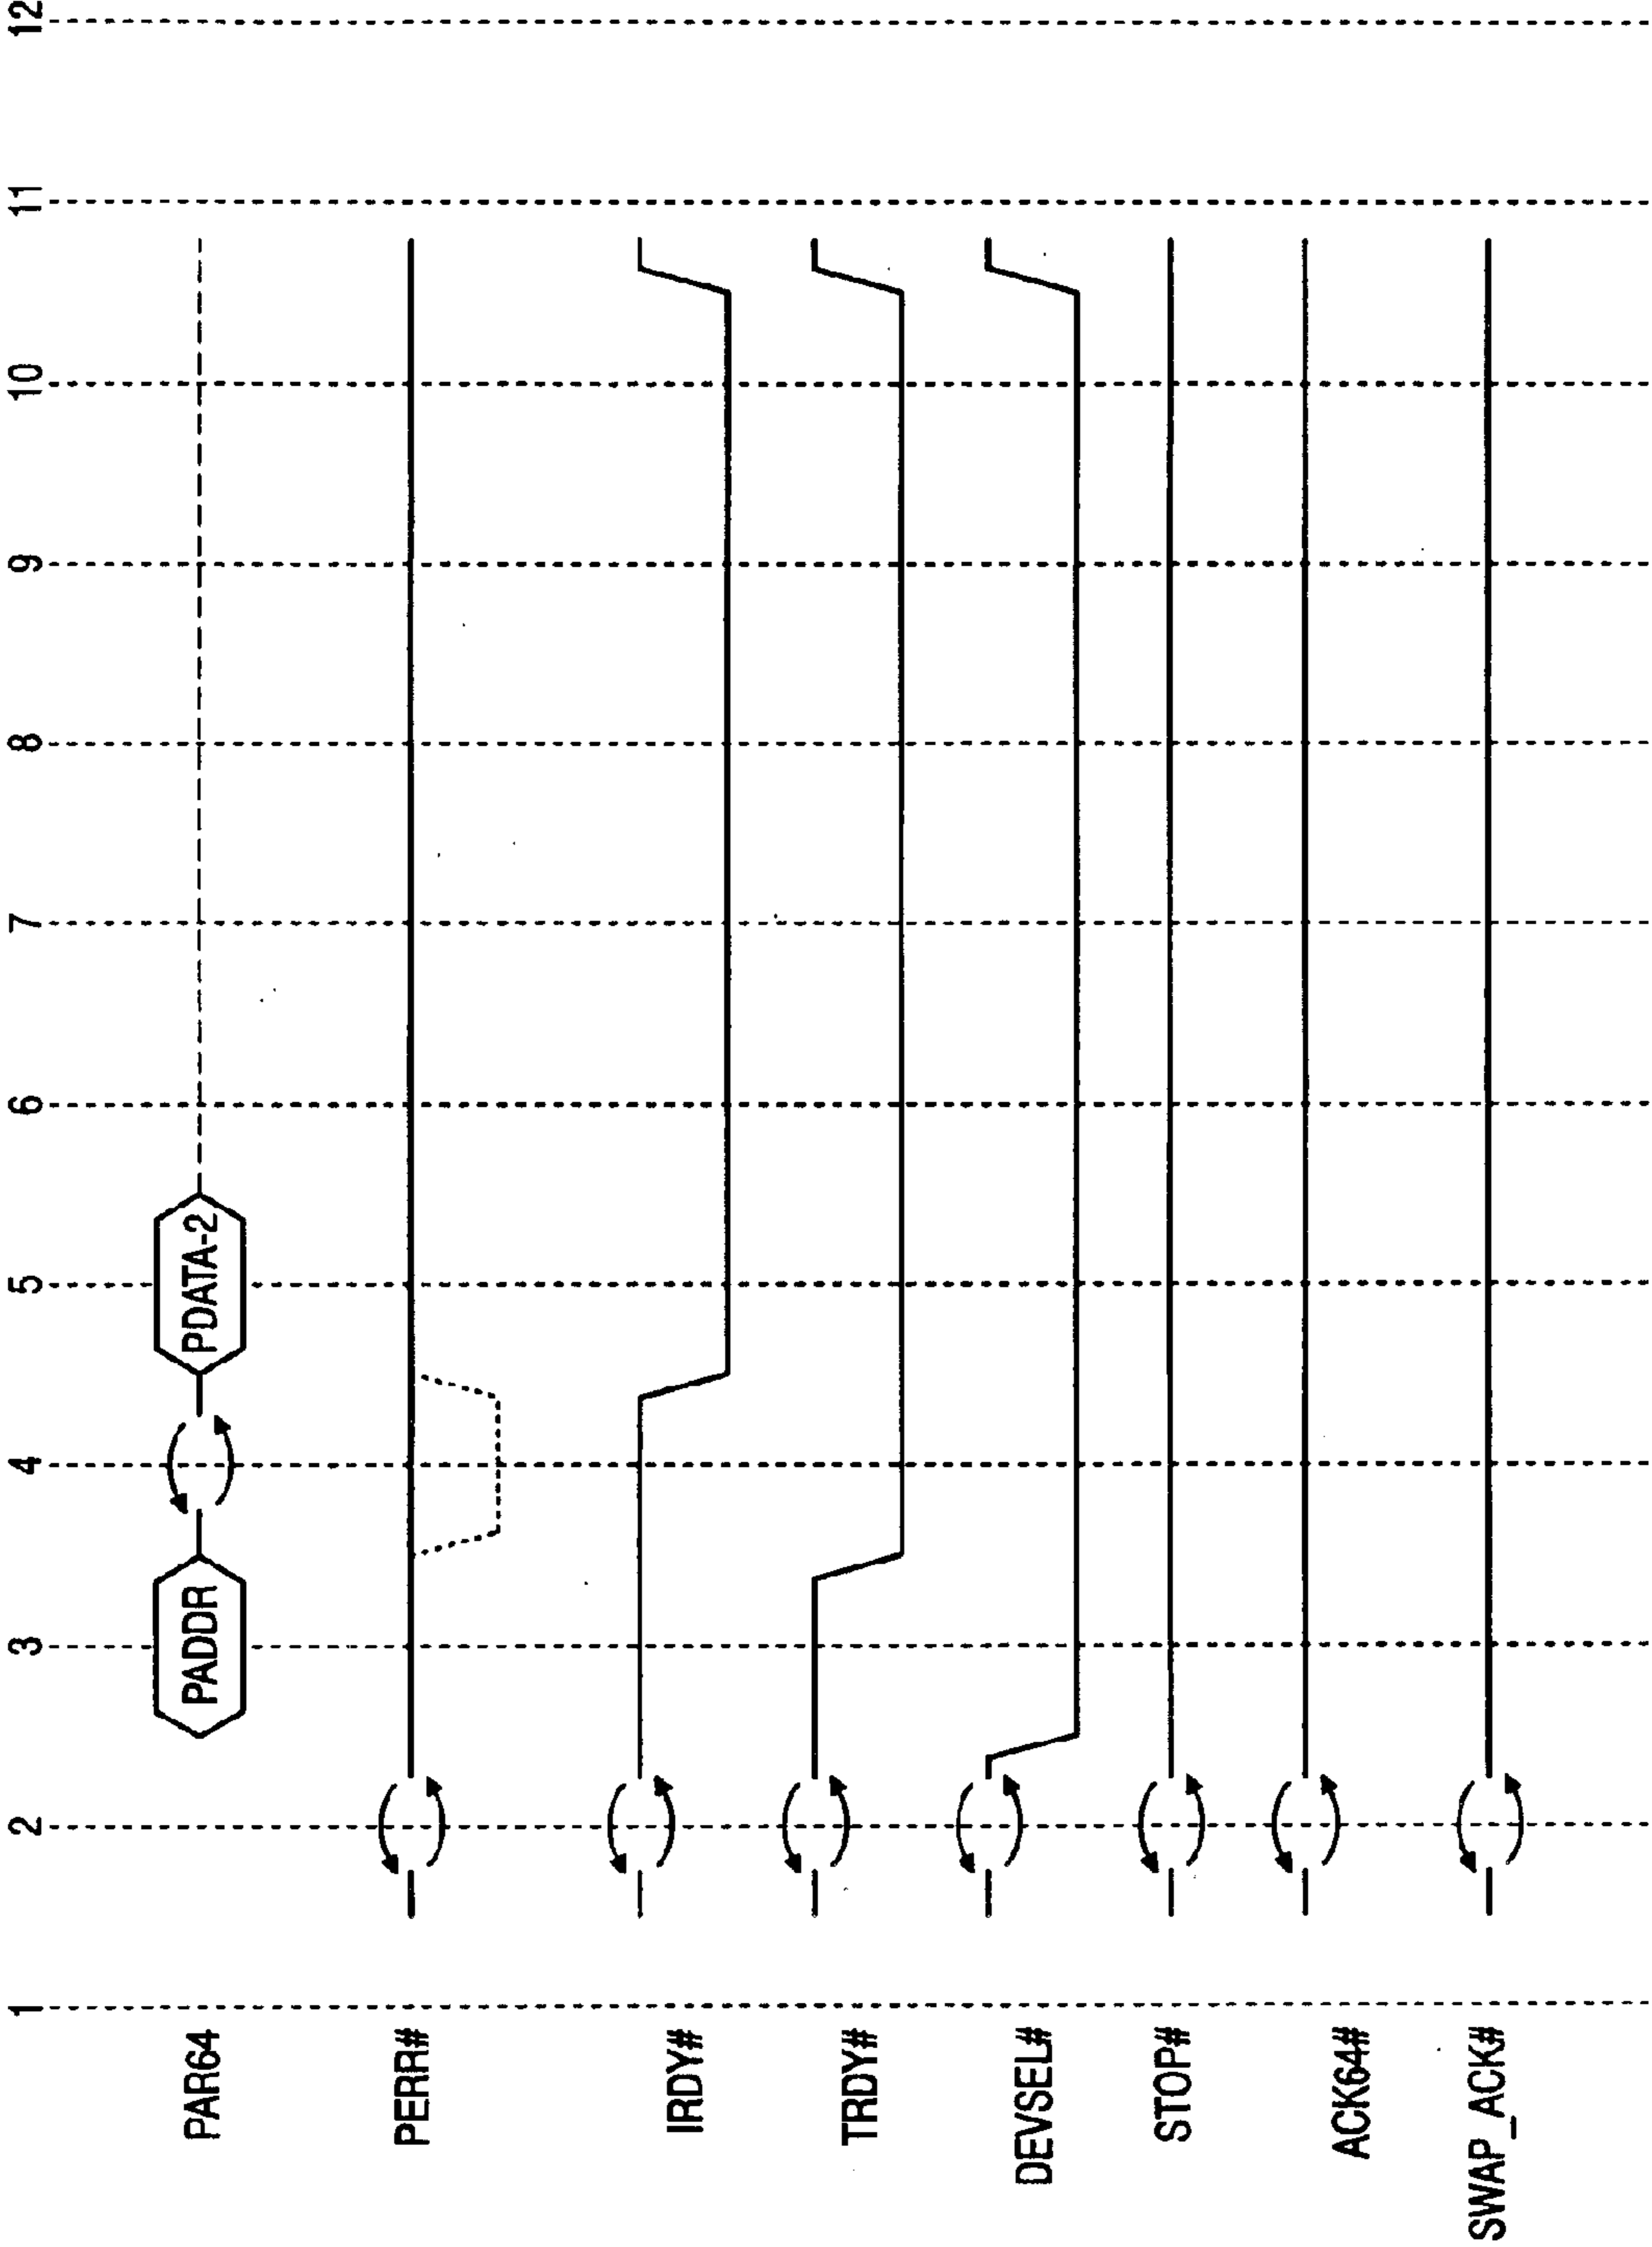 1 2 3 4 5 6 7 8 9 10 11 12
PAR64 PADDR PDATA-2
PERR#
IRDY#
TRDY#
DEVSEL#
STOP#
ACK64#
SWAP_ACK#